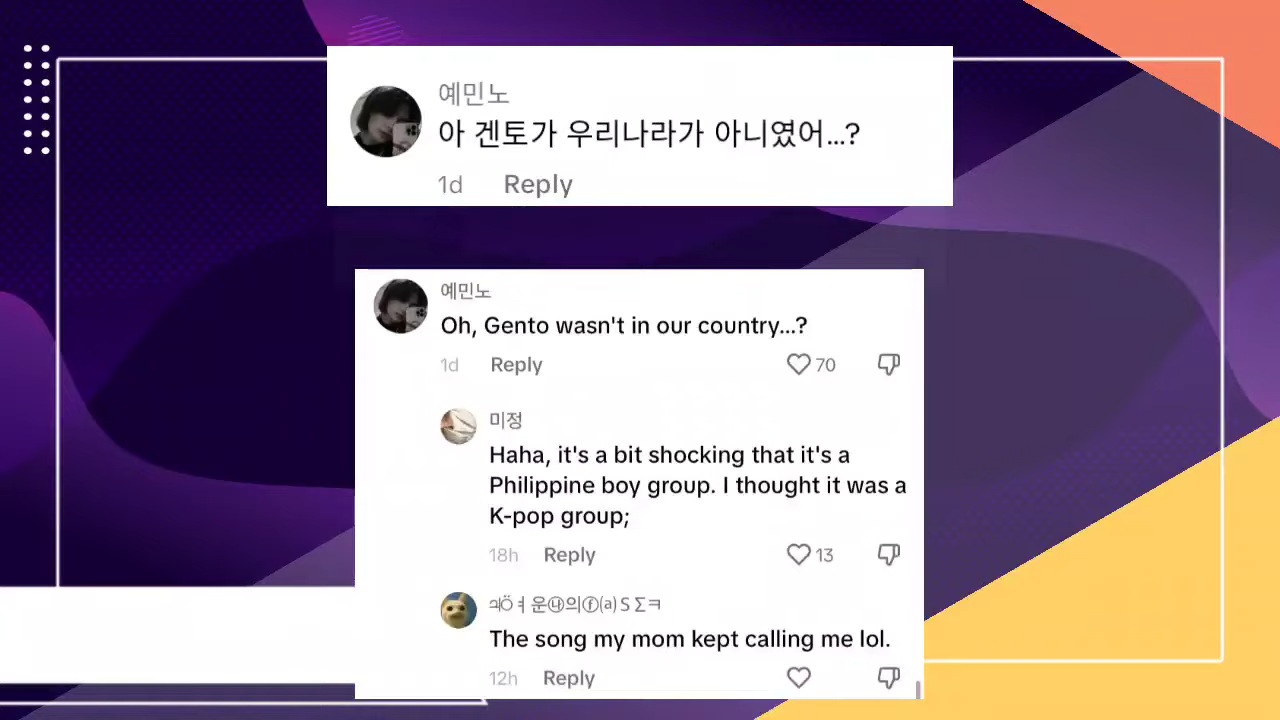 예민노
아 겐토가 우리나라가 아니였어...?
1d Reply
예민노
Oh, Gento wasn't in our country...?
1d Reply 70
미정
Haha, it's a bit shocking that it's a
Philippine boy group. I thought it was a
K-pop group;
18h Reply 13
The song my mom kept calling me lol.
12h Reply